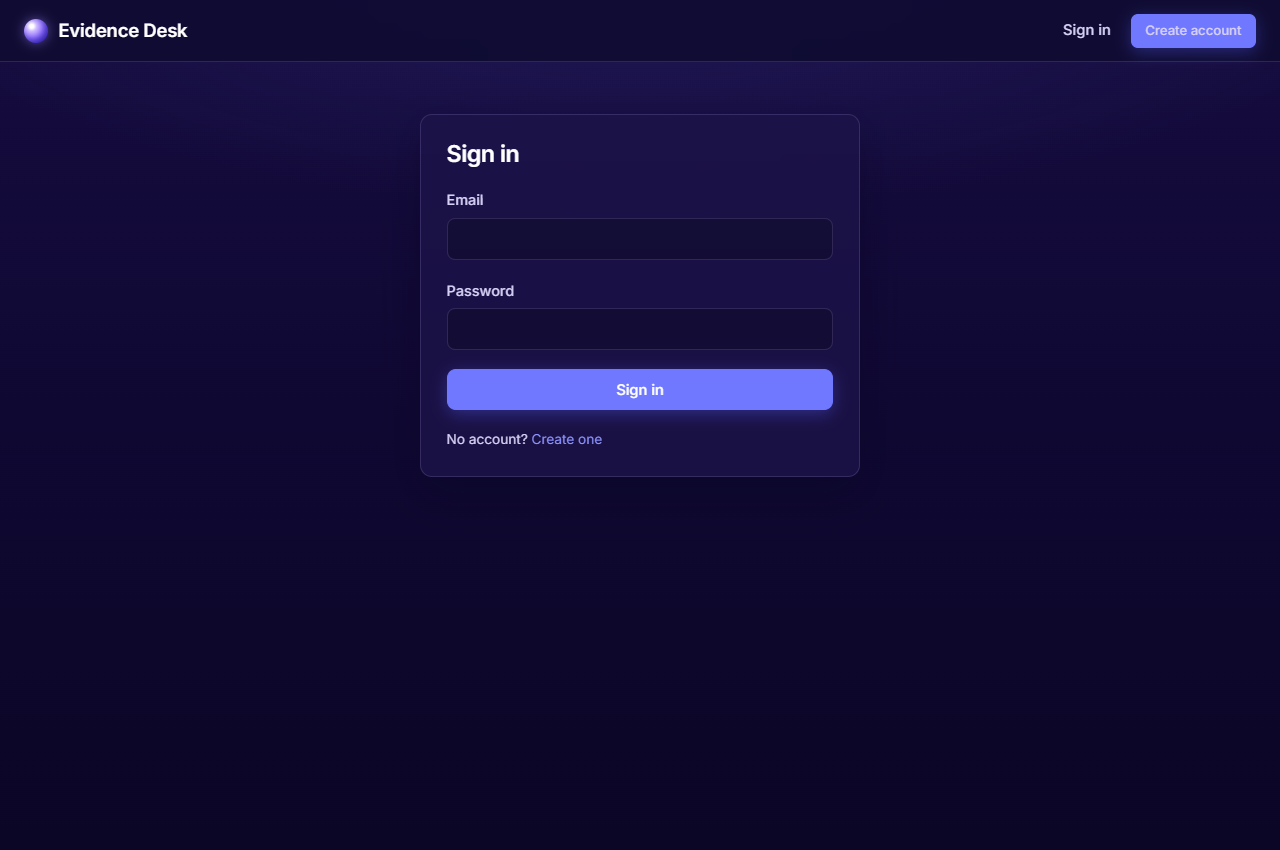 Evidence Desk
Sign in
Create account
Sign in
Email
Password
Sign in
No account? Create one